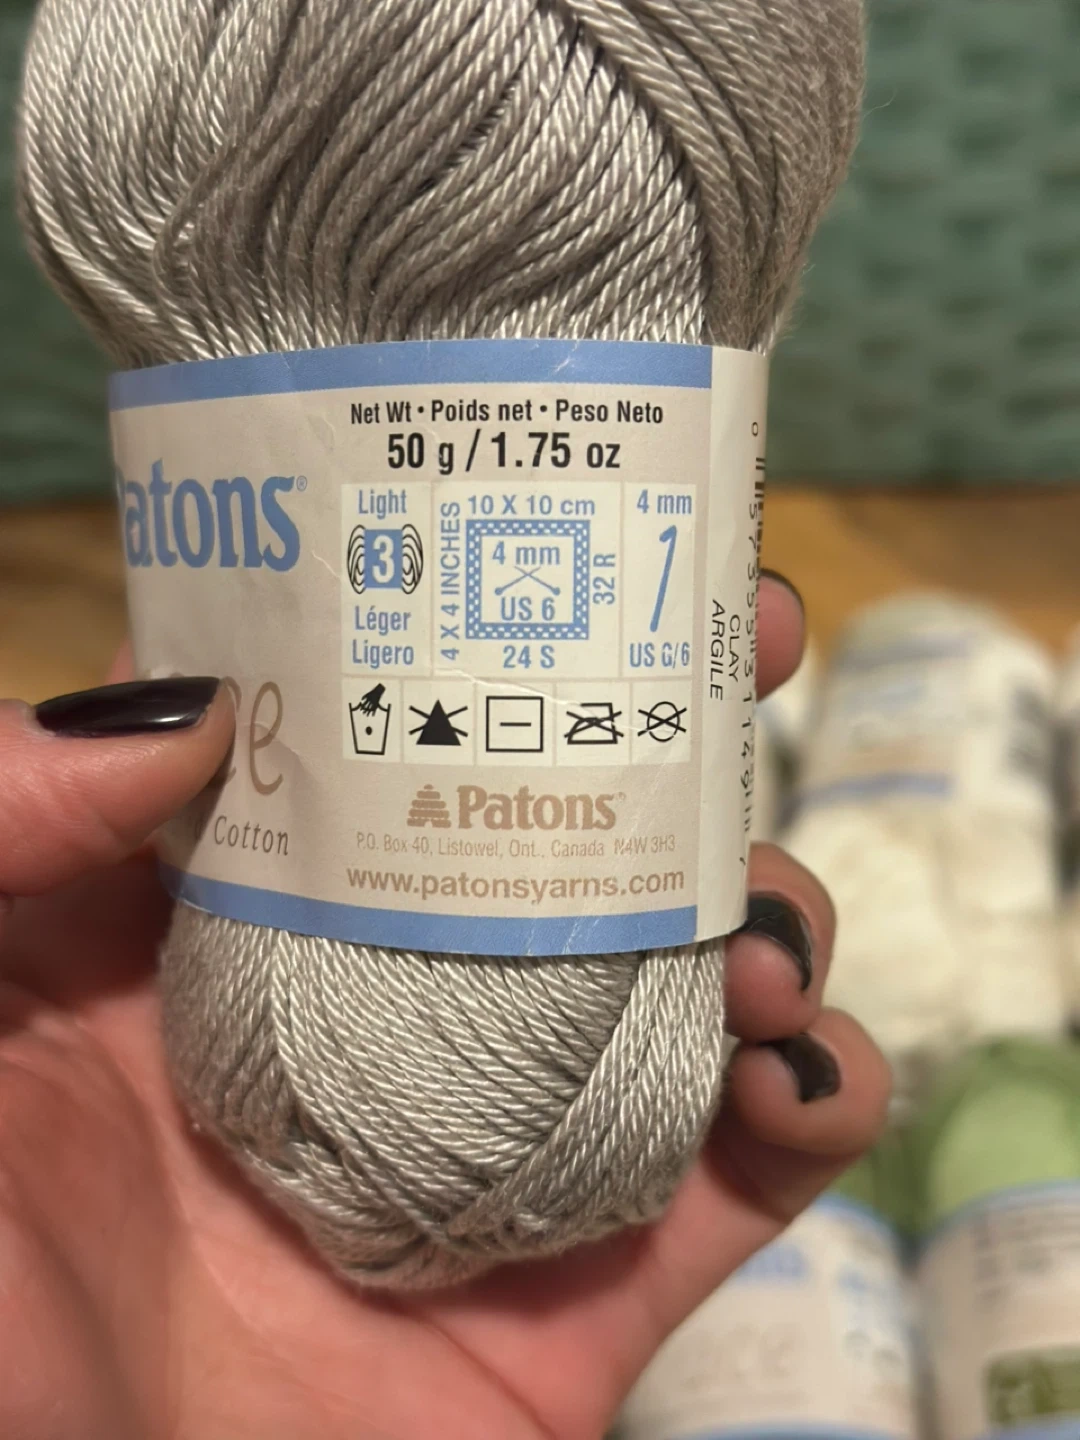 Net Wt • Poids net • Peso Neto
50 g / 1.75 oz
atons®
Light
3
Léger
Ligero
4 X 4 INCHES
10 X 10 cm
4 mm
US 6
32 R
24 S
4 mm
US G/6
CLAY
ARGILE
ce
Cotton
Patons
P.O. Box 40, Listowel, Ont., Canada N4W 3H3
www.patonsyarns.com